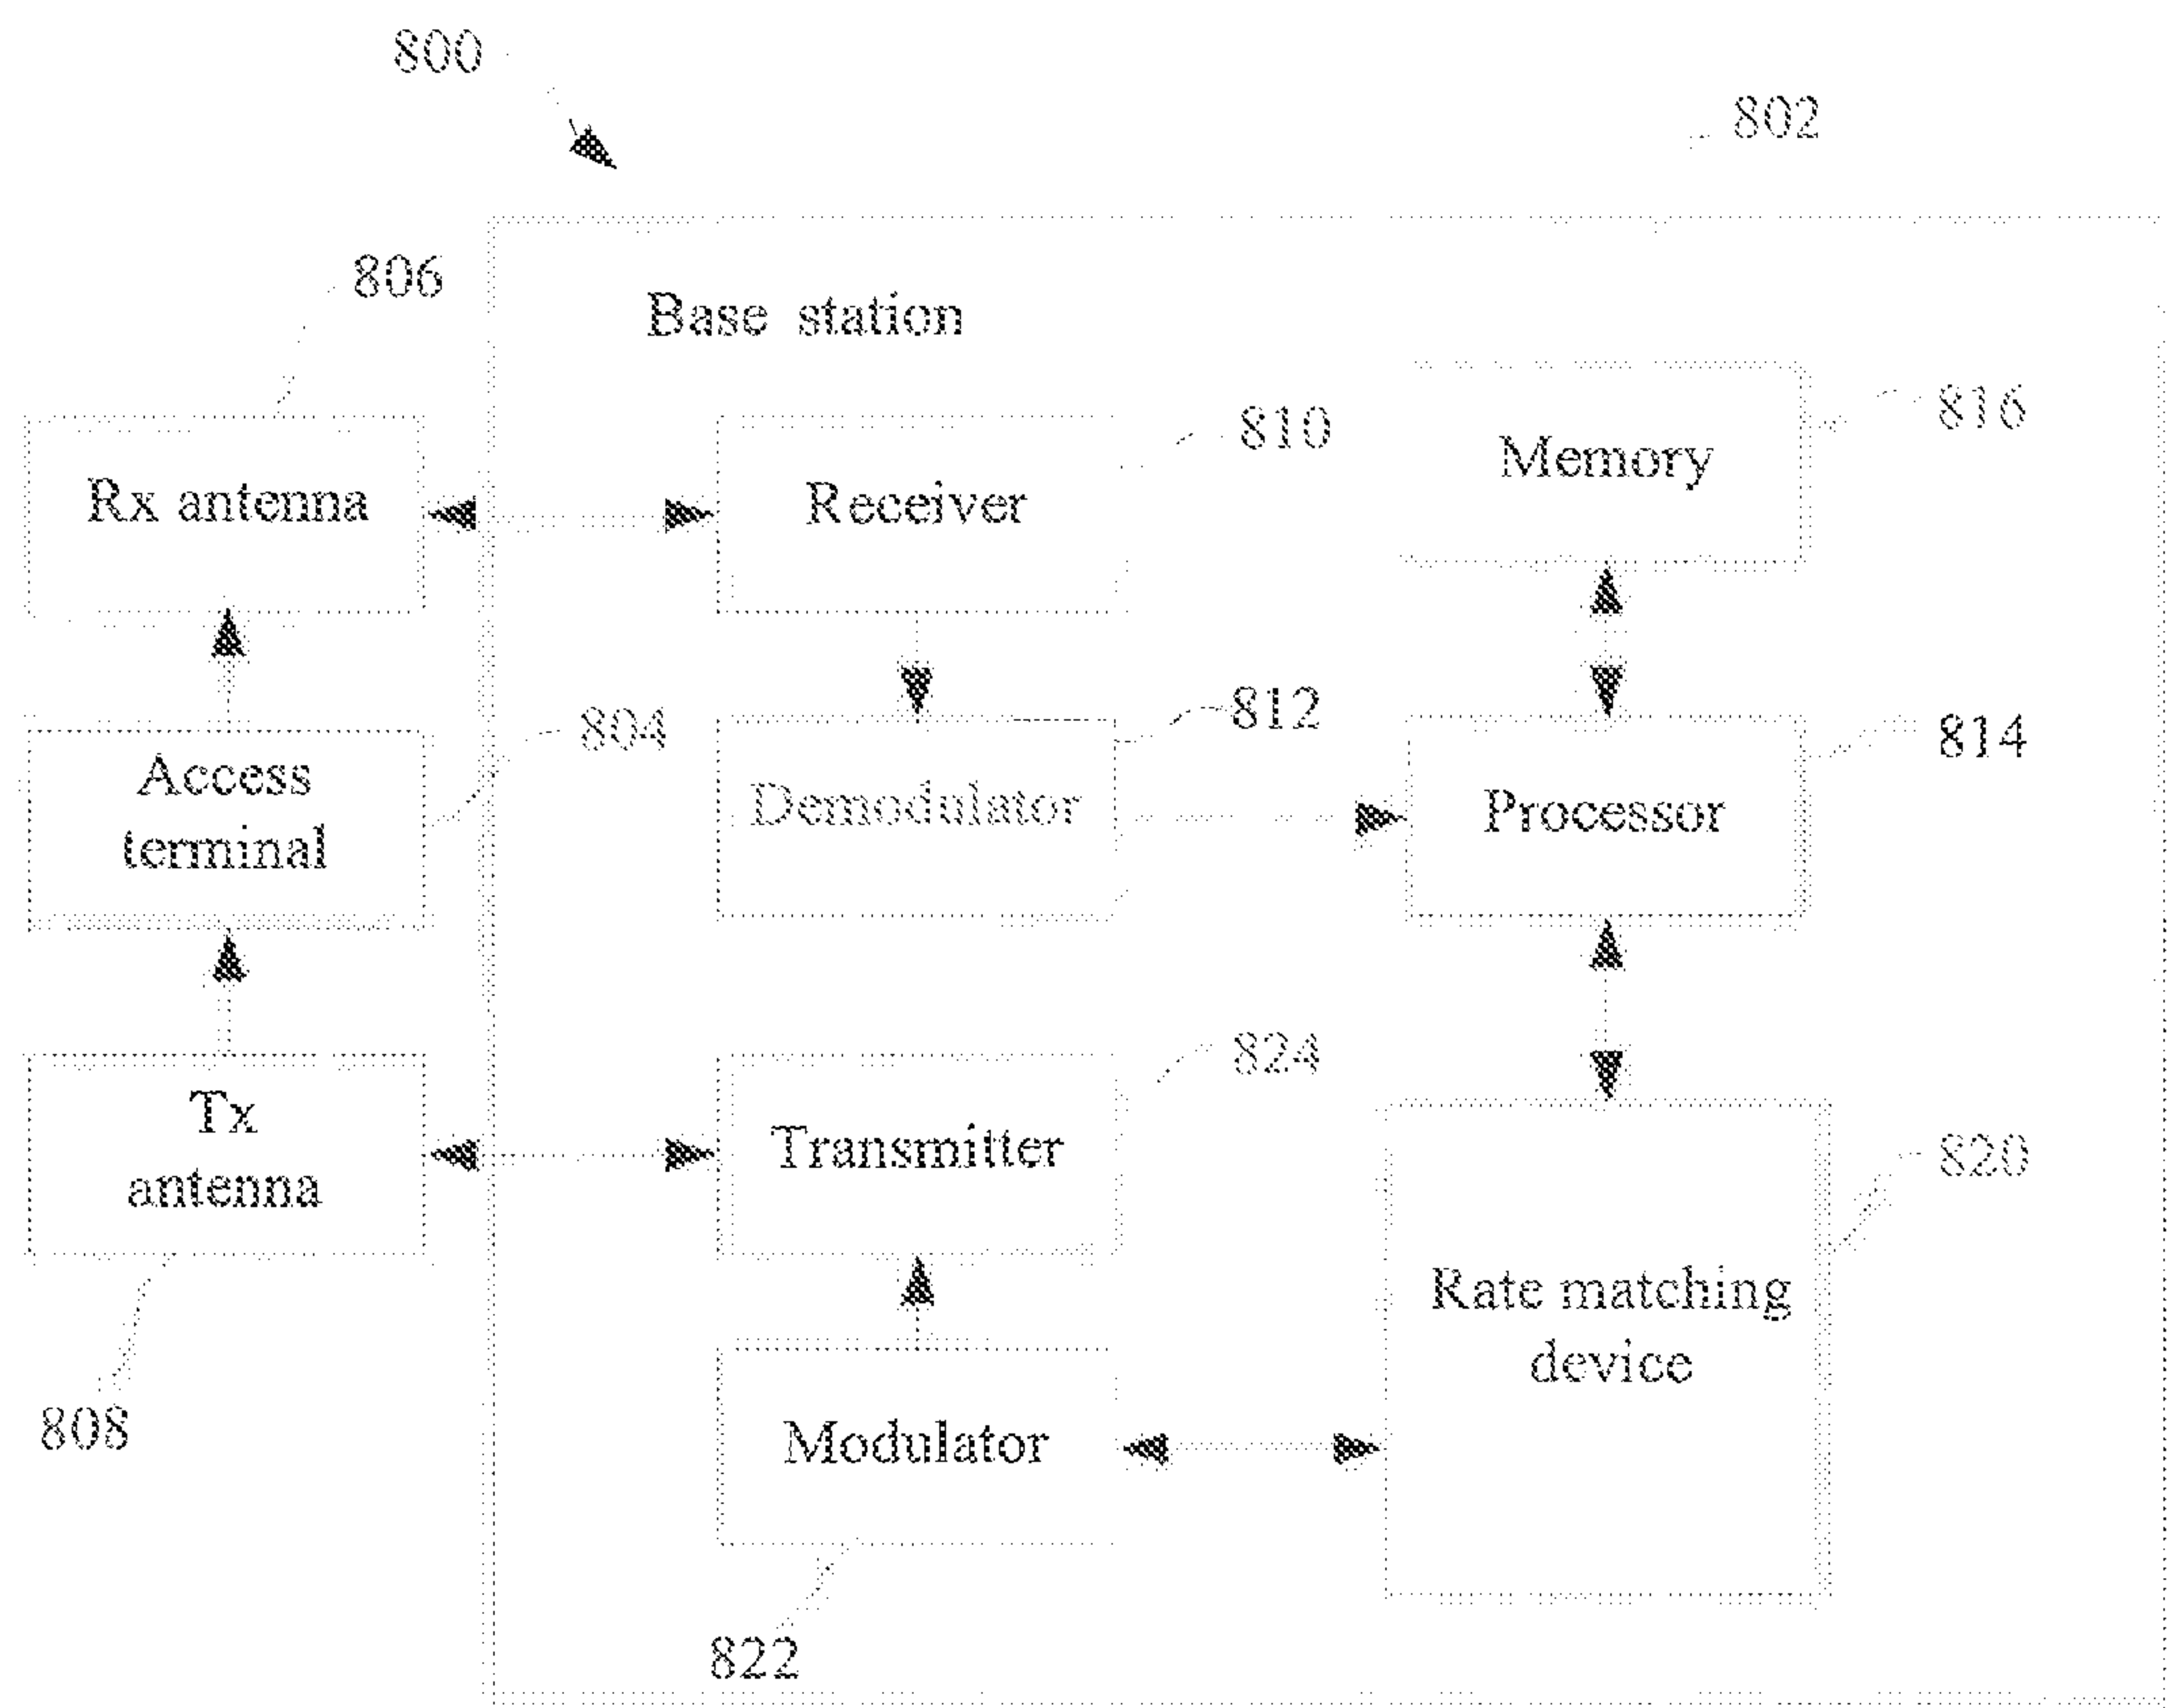 800
802
806
Base station
816
810
Memory
Rx antenna
Receiver
804
812
814
Access
terminal
Demodulator
Processor
824
Tx
antenna
Transmitter
820
Rate matching
device
808
Modulator
822